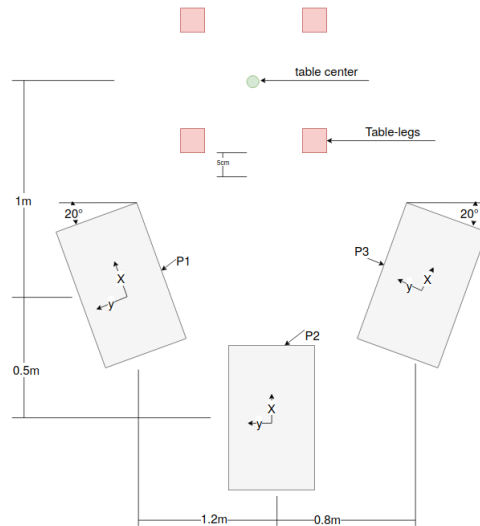 table center
Table-legs
5cm
1m
20°
20°
P1
P3
X
y
X
y
P2
0.5m
X
y
1.2m
0.8m